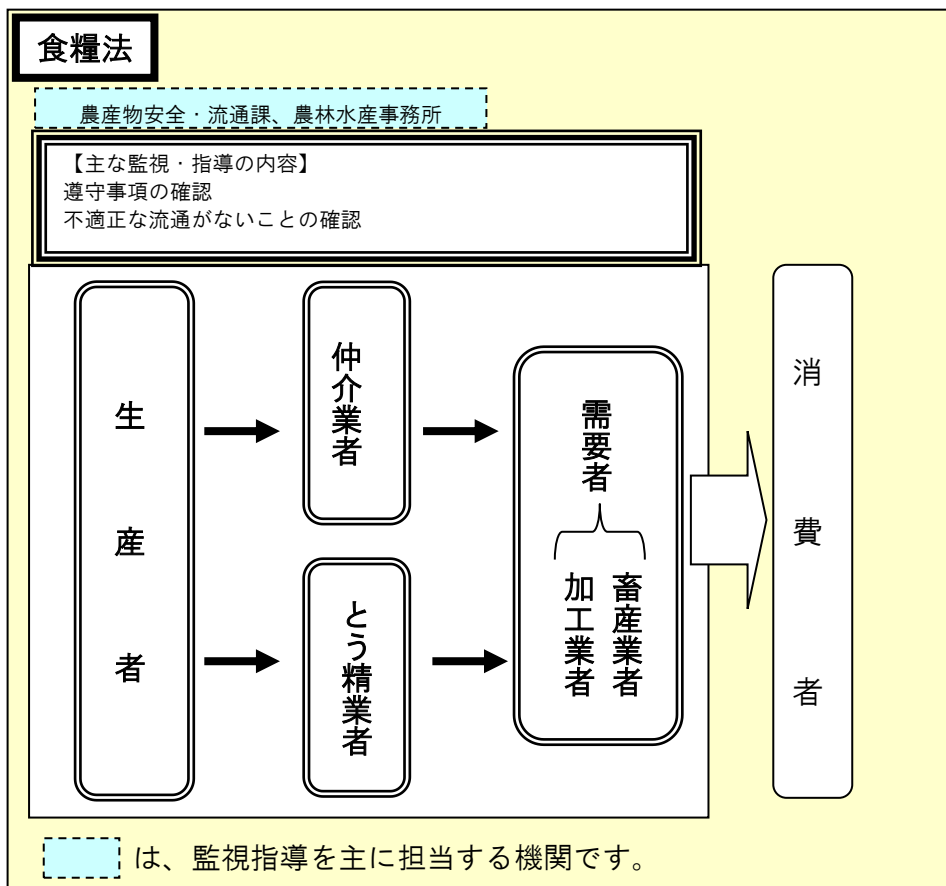 食糧法
農産物安全・流通課、農林水産事務所
【主な監視・指導の内容】
遵守事項の確認
不適正な流通がないことの確認
生産者
仲介業者
とう精業者
需要者
畜産業者
加工業者
消費者
は、監視指導を主に担当する機関です。